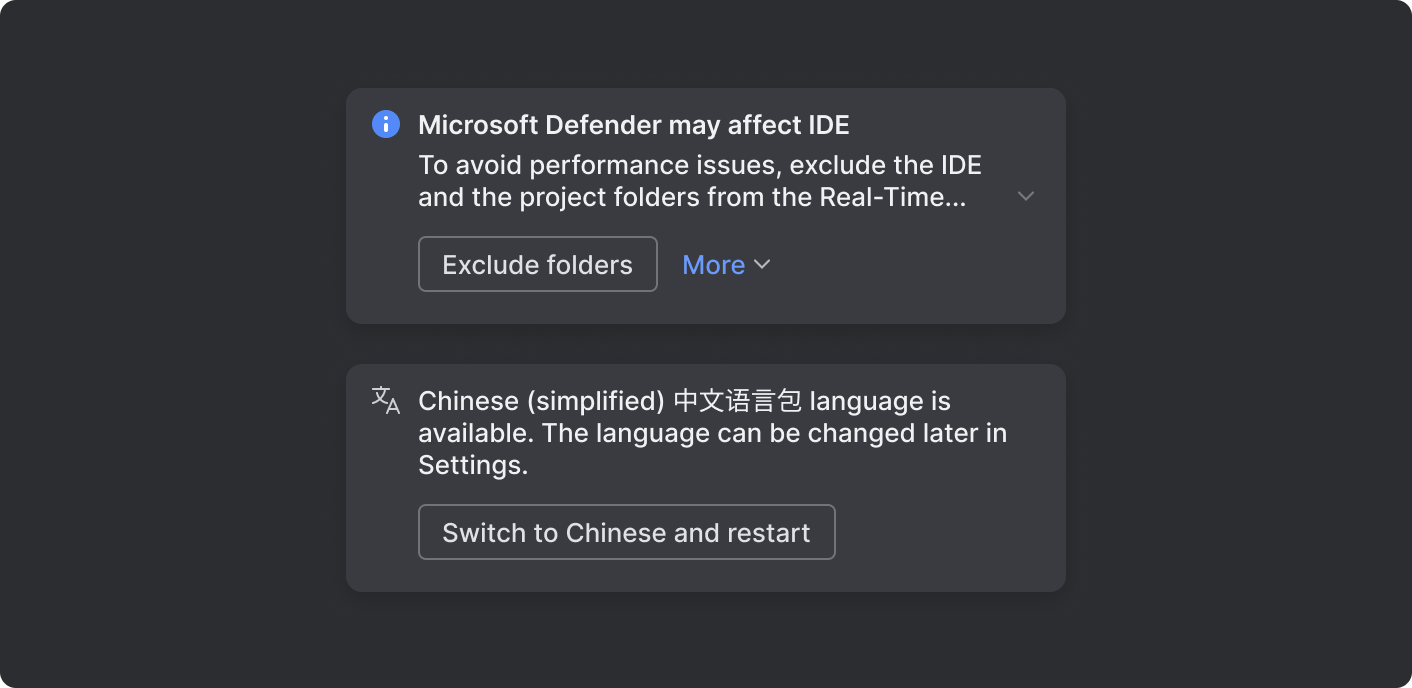 Microsoft Defender may affect IDE
To avoid performance issues, exclude the IDE
and the project folders from the Real-Time...
Exclude folders More
文A Chinese (simplified) 中文语言包 language is
available. The language can be changed later in
Settings.
Switch to Chinese and restart